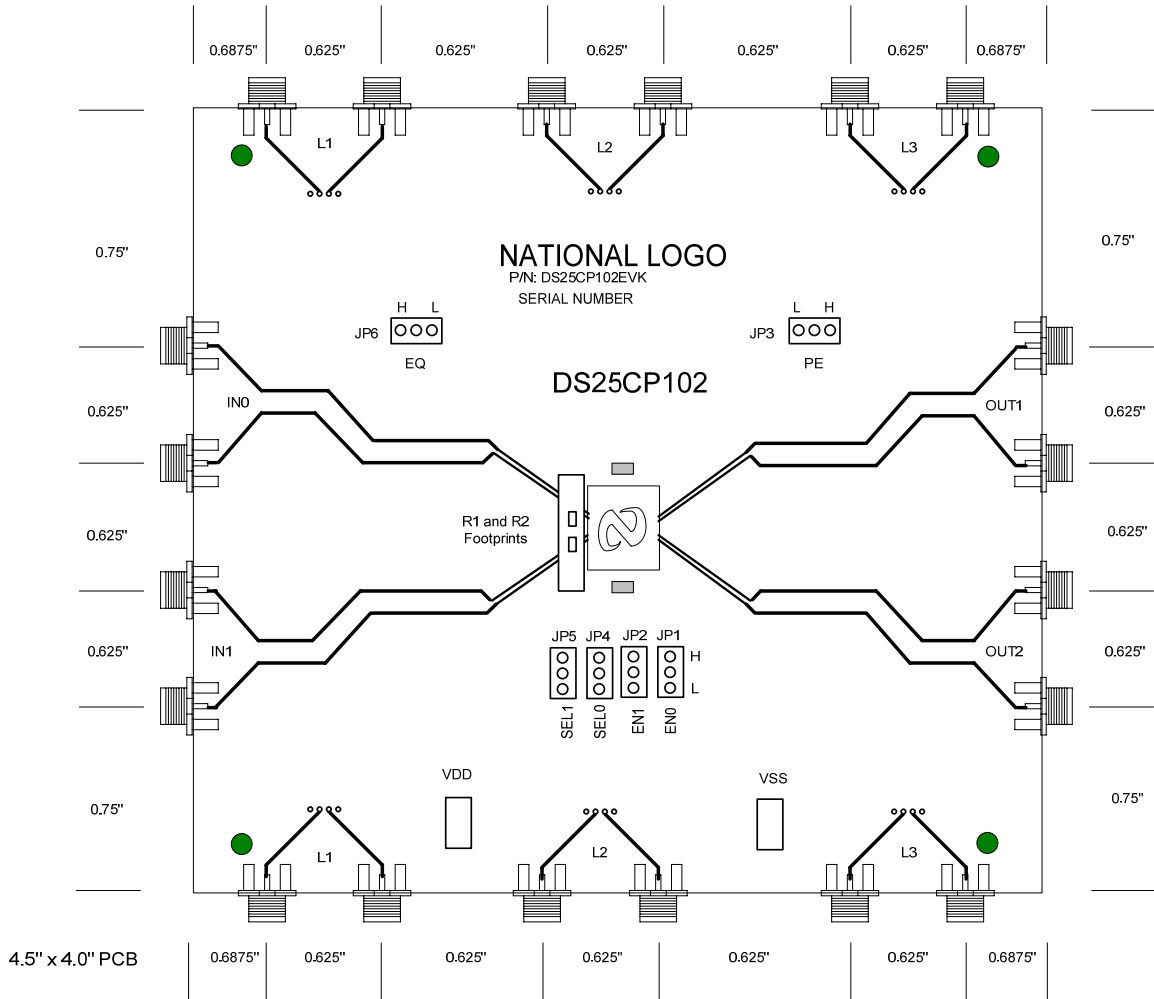 0.6875" 0.625" 0.625" 0.625" 0.625" 0.625" 0.6875"
L1 L2 L3
0.75" 0.75"
NATIONAL LOGO
P/N: DS25CP102EVK
SERIAL NUMBER
H L L H
JP6 JP3
EQ PE
DS25CP102
IN0 OUT1
0.625" 0.625"
R1 and R2
Footprints
0.625" 0.625"
JP5 JP4 JP2 JP1
H
L
IN1 OUT2
0.625" 0.625"
SEL1 SEL0 EN1 EN0
VDD VSS
0.75" 0.75"
L1 L2 L3
4.5" x 4.0" PCB
0.6875" 0.625" 0.625" 0.625" 0.625" 0.625" 0.6875"